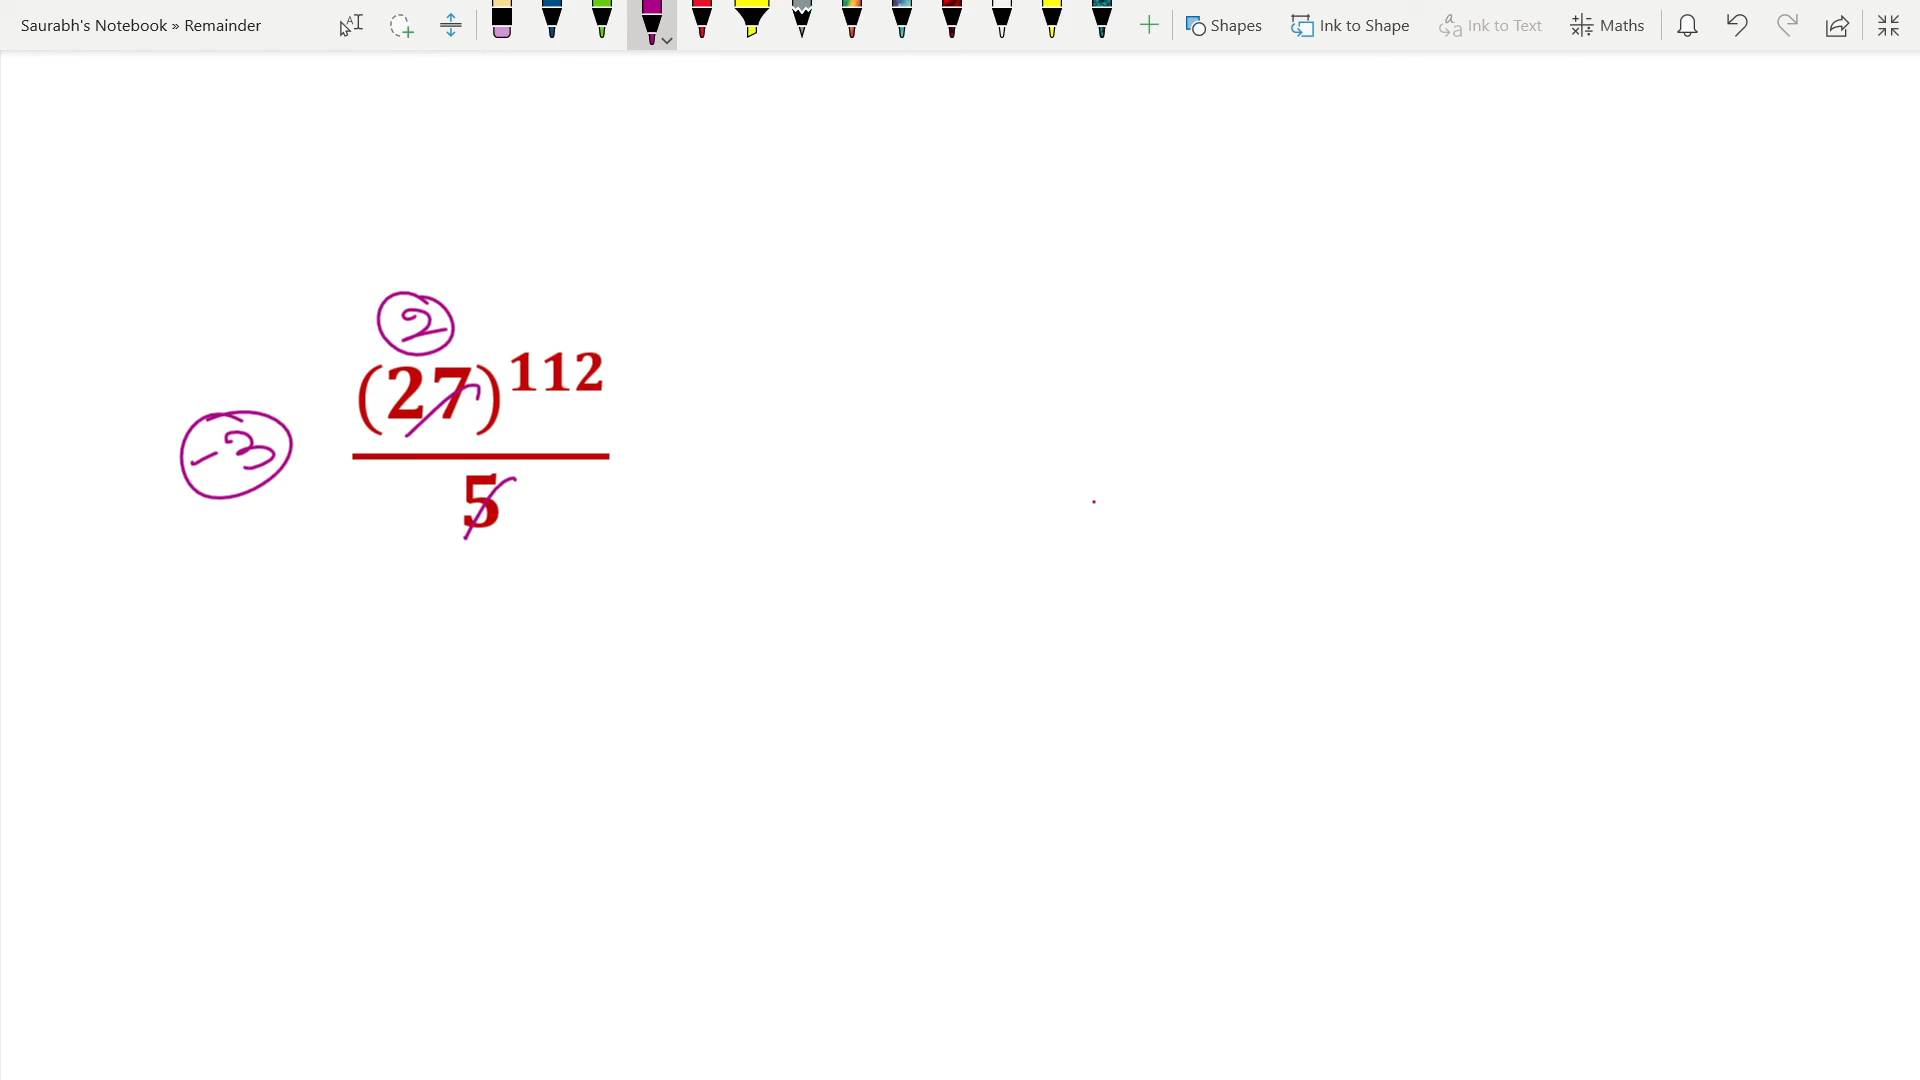 Saurabh's Notebook » Remainder
Shapes
Ink to Shape
Ink to Text
Maths
2
(27)¹¹²
-3
5